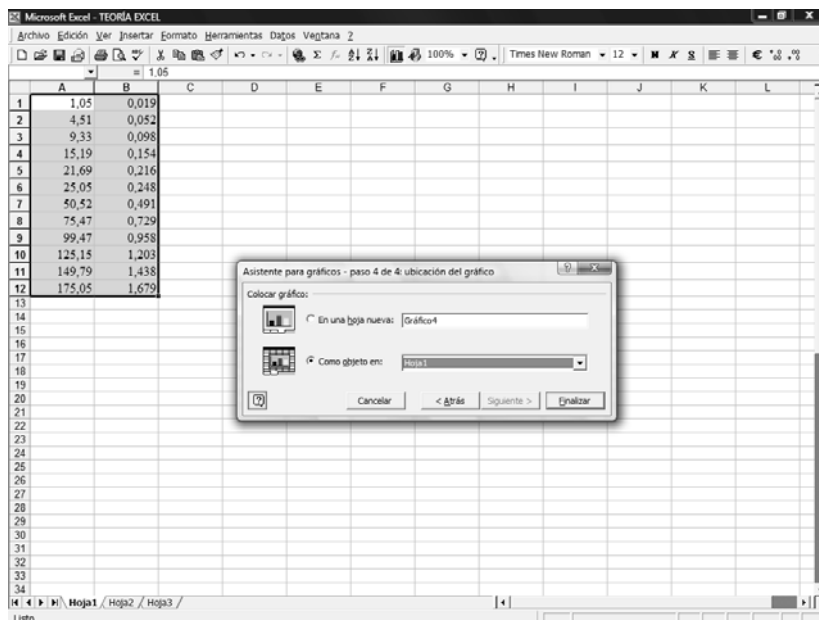 Microsoft Excel - TEORÍA EXCEL
Archivo Edición Ver Insertar Formato Herramientas Datos Ventana ?
100% Times New Roman 12 N K S €
= 1,05
A B C D E F G H I J K L
1 1,05 0,019
2 4,51 0,052
3 9,33 0,098
4 15,19 0,154
5 21,69 0,216
6 25,05 0,248
7 50,52 0,491
8 75,47 0,729
9 99,47 0,958
10 125,15 1,203
11 149,79 1,438
12 175,05 1,679
13
14
15
16
17
18
19
20
21
22
23
24
25
26
27
28
29
30
31
32
33
34
Asistente para gráficos - paso 4 de 4: ubicación del gráfico
Colocar gráfico:
En una hoja nueva: Gráfico4
Como objeto en: Hoja1
Cancelar < Atrás Siguiente > Finalizar
Hoja1 Hoja2 Hoja3
Listo